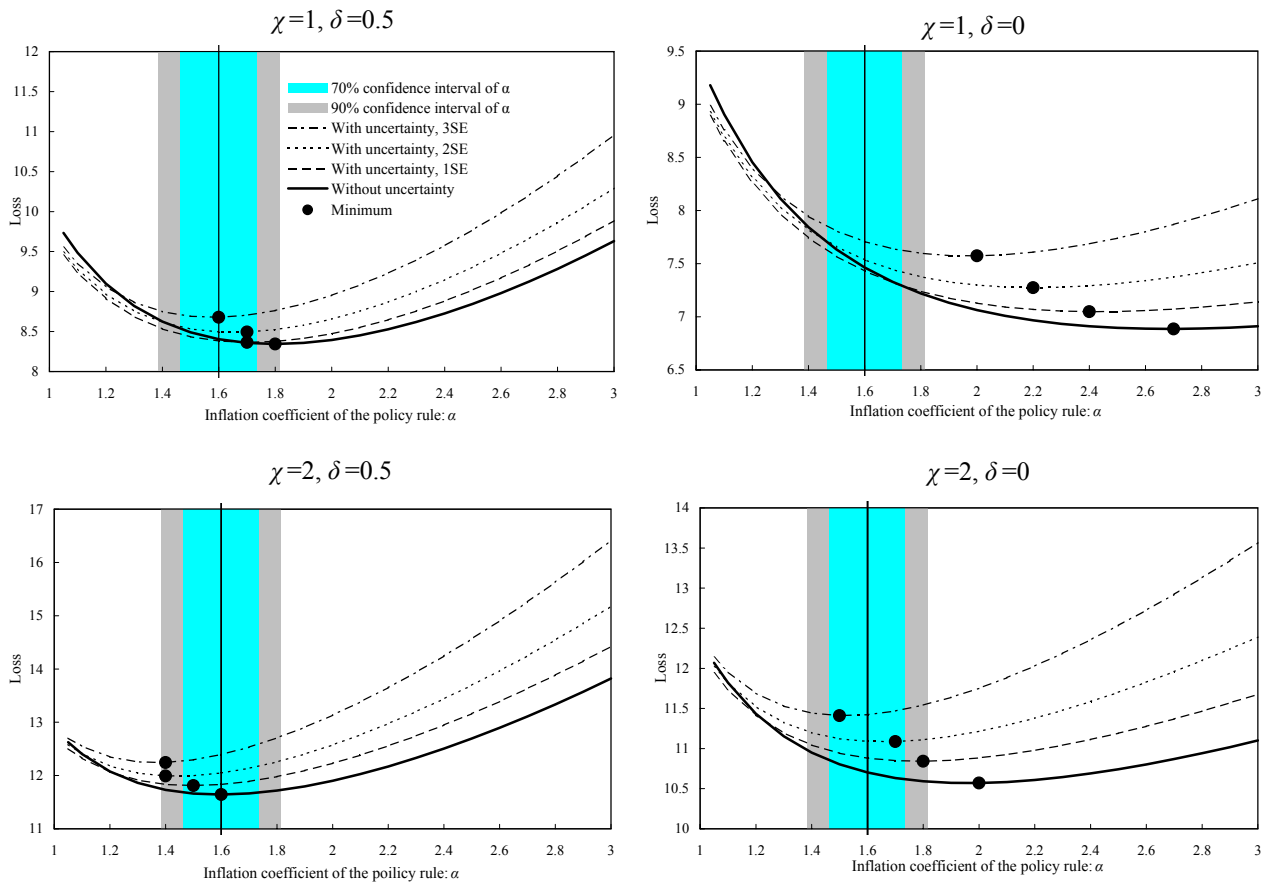 χ=1, δ=0.5
12
11.5
11
10.5
10
9.5
9
8.5
8
Loss
70% confidence interval of α
90% confidence interval of α
With uncertainty, 3SE
With uncertainty, 2SE
With uncertainty, 1SE
Without uncertainty
Minimum
1 1.2 1.4 1.6 1.8 2 2.2 2.4 2.6 2.8 3
Inflation coefficient of the policy rule: α
χ=1, δ=0
9.5
9
8.5
8
7.5
7
6.5
Loss
1 1.2 1.4 1.6 1.8 2 2.2 2.4 2.6 2.8 3
Inflation coefficient of the policy rule: α
χ=2, δ=0.5
17
16
15
14
13
12
11
Loss
1 1.2 1.4 1.6 1.8 2 2.2 2.4 2.6 2.8 3
Inflation coefficient of the poilicy rule: α
χ=2, δ=0
14
13.5
13
12.5
12
11.5
11
10.5
10
Loss
1 1.2 1.4 1.6 1.8 2 2.2 2.4 2.6 2.8 3
Inflation coefficient of the policy rule: α